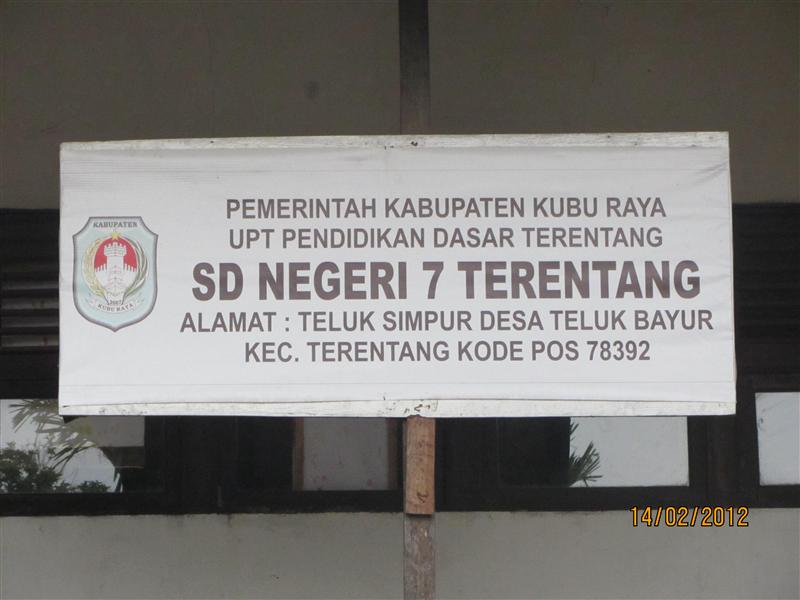 PEMERINTAH KABUPATEN KUBU RAYA
UPT PENDIDIKAN DASAR TERENTANG
SD NEGERI 7 TERENTANG
ALAMAT : TELUK SIMPUR DESA TELUK BAYUR
KEC. TERENTANG KODE POS 78392
KABUPATEN
2007
KUBU RAYA
14/02/2012